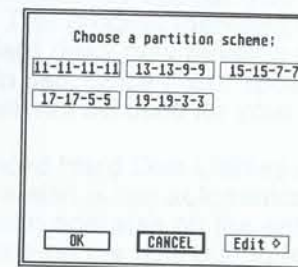 Choose a partition scheme:
11-11-11-11 13-13-9-9 15-15-7-7
17-17-5-5 19-19-3-3
OK CANCEL Edit ◊